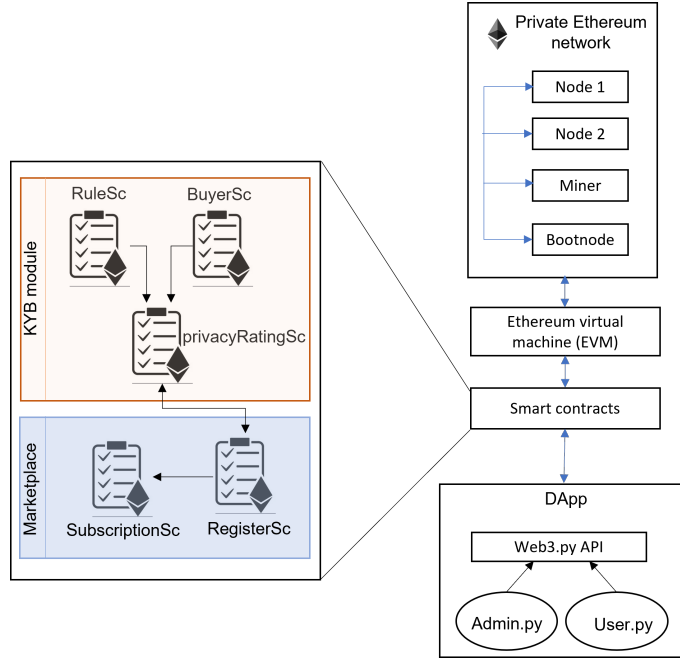 Private Ethereum
network
Node 1
Node 2
Miner
Bootnode
KYB module
RuleSc
BuyerSc
privacyRatingSc
Marketplace
SubscriptionSc
RegisterSc
Ethereum virtual
machine (EVM)
Smart contracts
DApp
Web3.py API
Admin.py
User.py